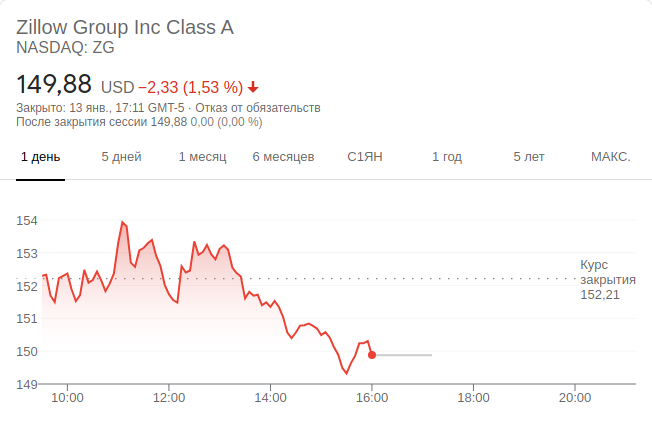 Zillow Group Inc Class A
NASDAQ: ZG
149,88 USD −2,33 (1,53 %) ↓
Закрыто: 13 янв., 17:11 GMT-5 · Отказ от обязательств
После закрытия сессии 149,88 0,00 (0,00 %)
1 день 5 дней 1 месяц 6 месяцев С1ЯН 1 год 5 лет МАКС.
154
153
Курс
закрытия
152,21
152
151
150
149
10:00 12:00 14:00 16:00 18:00 20:00